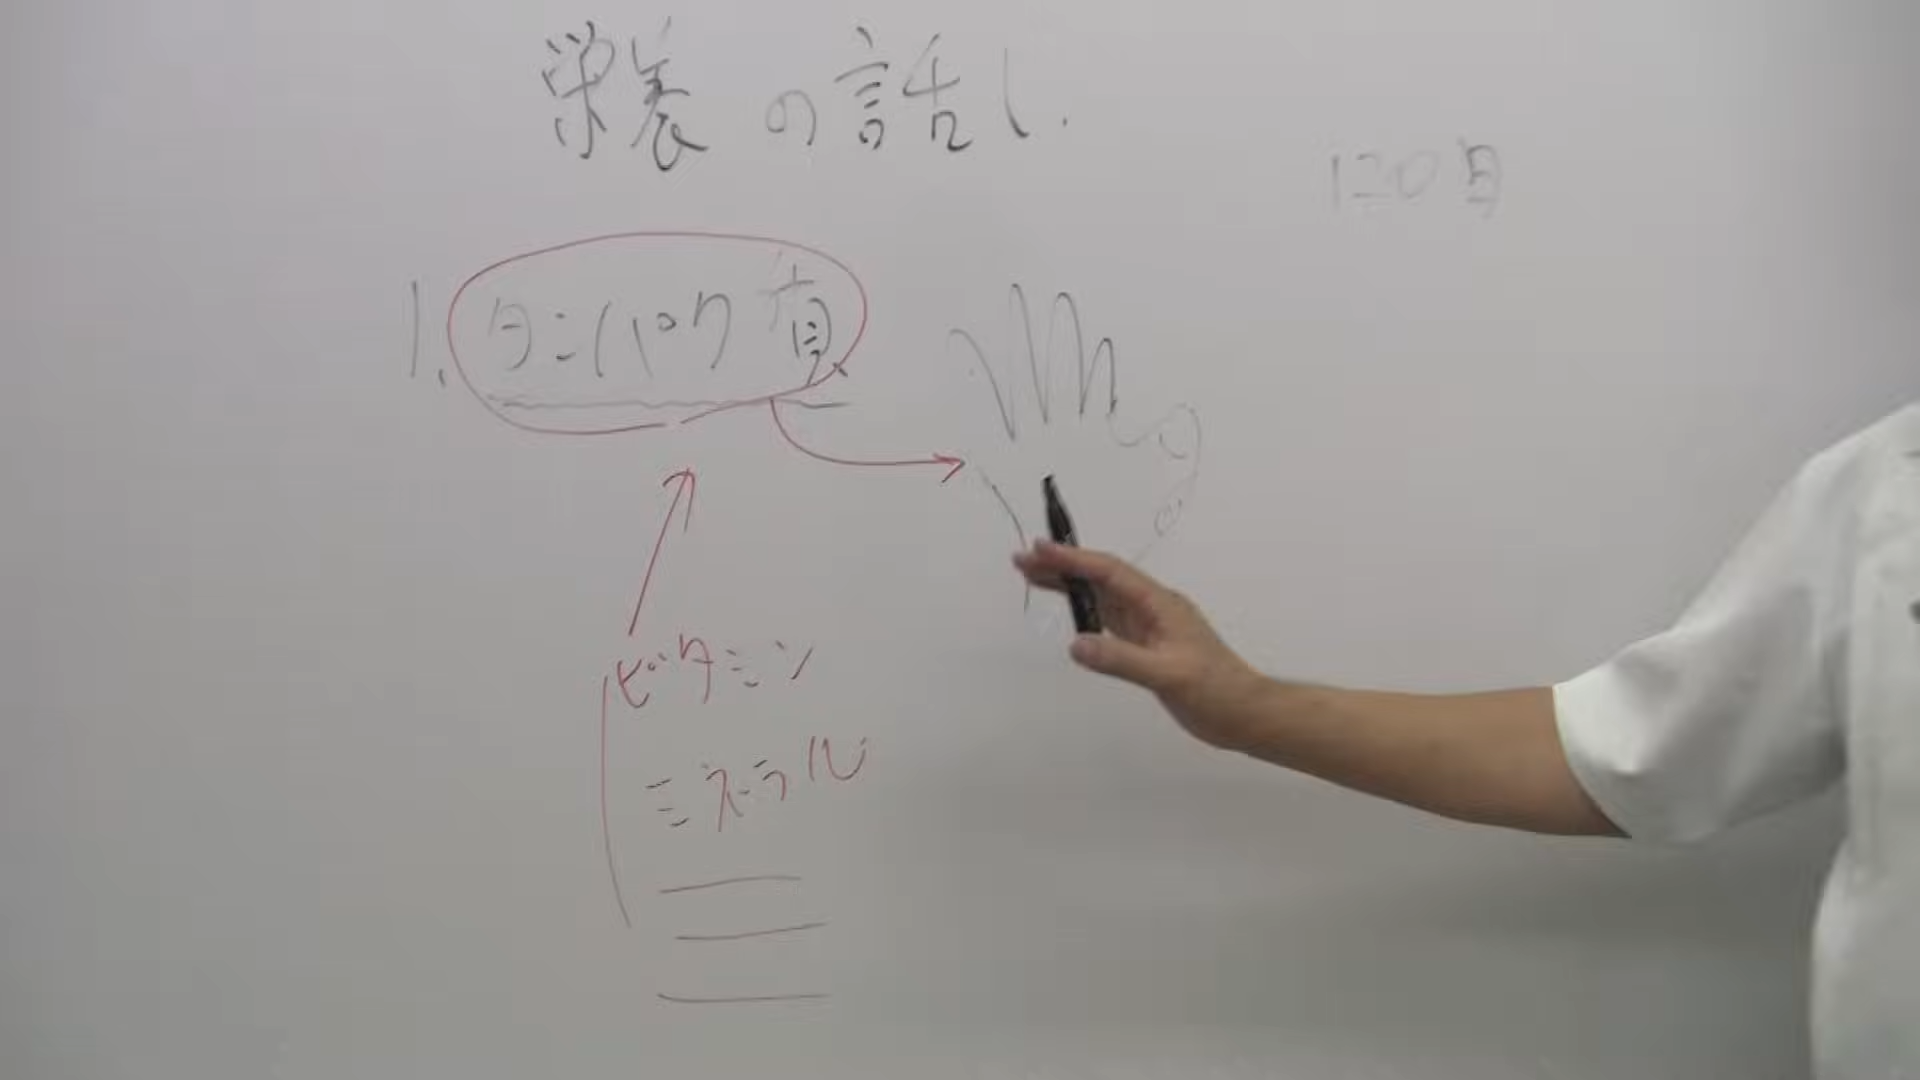 栄養の話し.
120日
1. タンパク質
ビタミン
ミネラル